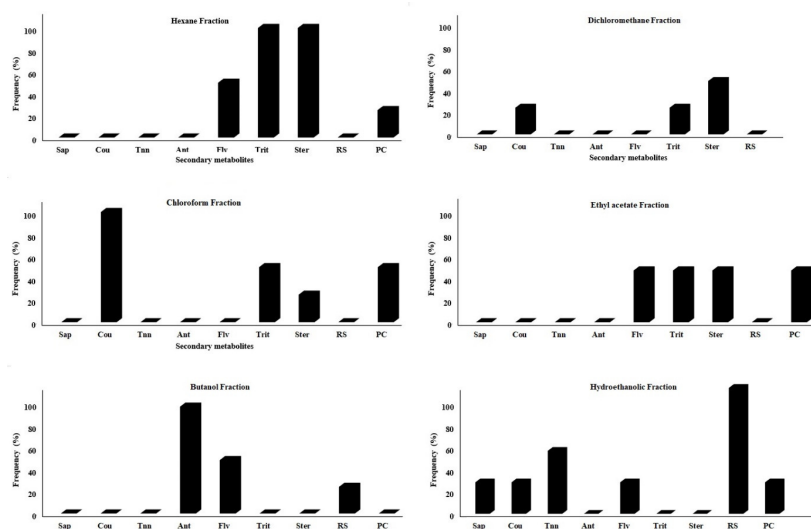 Hexane Fraction
Frequency (%)
100
80
60
40
20
0
Sap Cou Tnn Ant Flv Trit Ster RS PC
Secondary metabolites
Dichloromethane Fraction
Frequency (%)
100
80
60
40
20
0
Sap Cou Tnn Ant Flv Trit Ster RS
Secondary metabolites
Chloroform Fraction
Frequency (%)
100
80
60
40
20
0
Sap Cou Tnn Ant Flv Trit Ster RS PC
Secondary metabolites
Ethyl acetate Fraction
Frequency (%)
100
80
60
40
20
0
Sap Cou Tnn Ant Flv Trit Ster RS PC
Butanol Fraction
Frequency (%)
100
80
60
40
20
0
Sap Cou Tnn Ant Flv Trit Ster RS PC
Hydroethanolic Fraction
Frequency (%)
100
80
60
40
20
0
Sap Cou Tnn Ant Flv Trit Ster RS PC